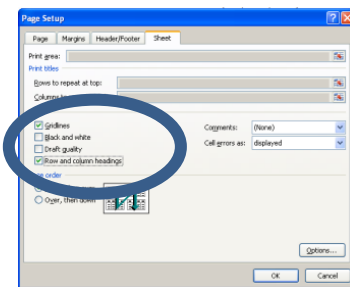 Page Setup
Page Margins Header/Footer Sheet
Print area:
Print titles
Rows to repeat at top:
Columns
Gridlines Comments: (None)
Black and white Cell errors as: displayed
Draft quality
Row and column headings
order
Over, then down
Options...
OK Cancel